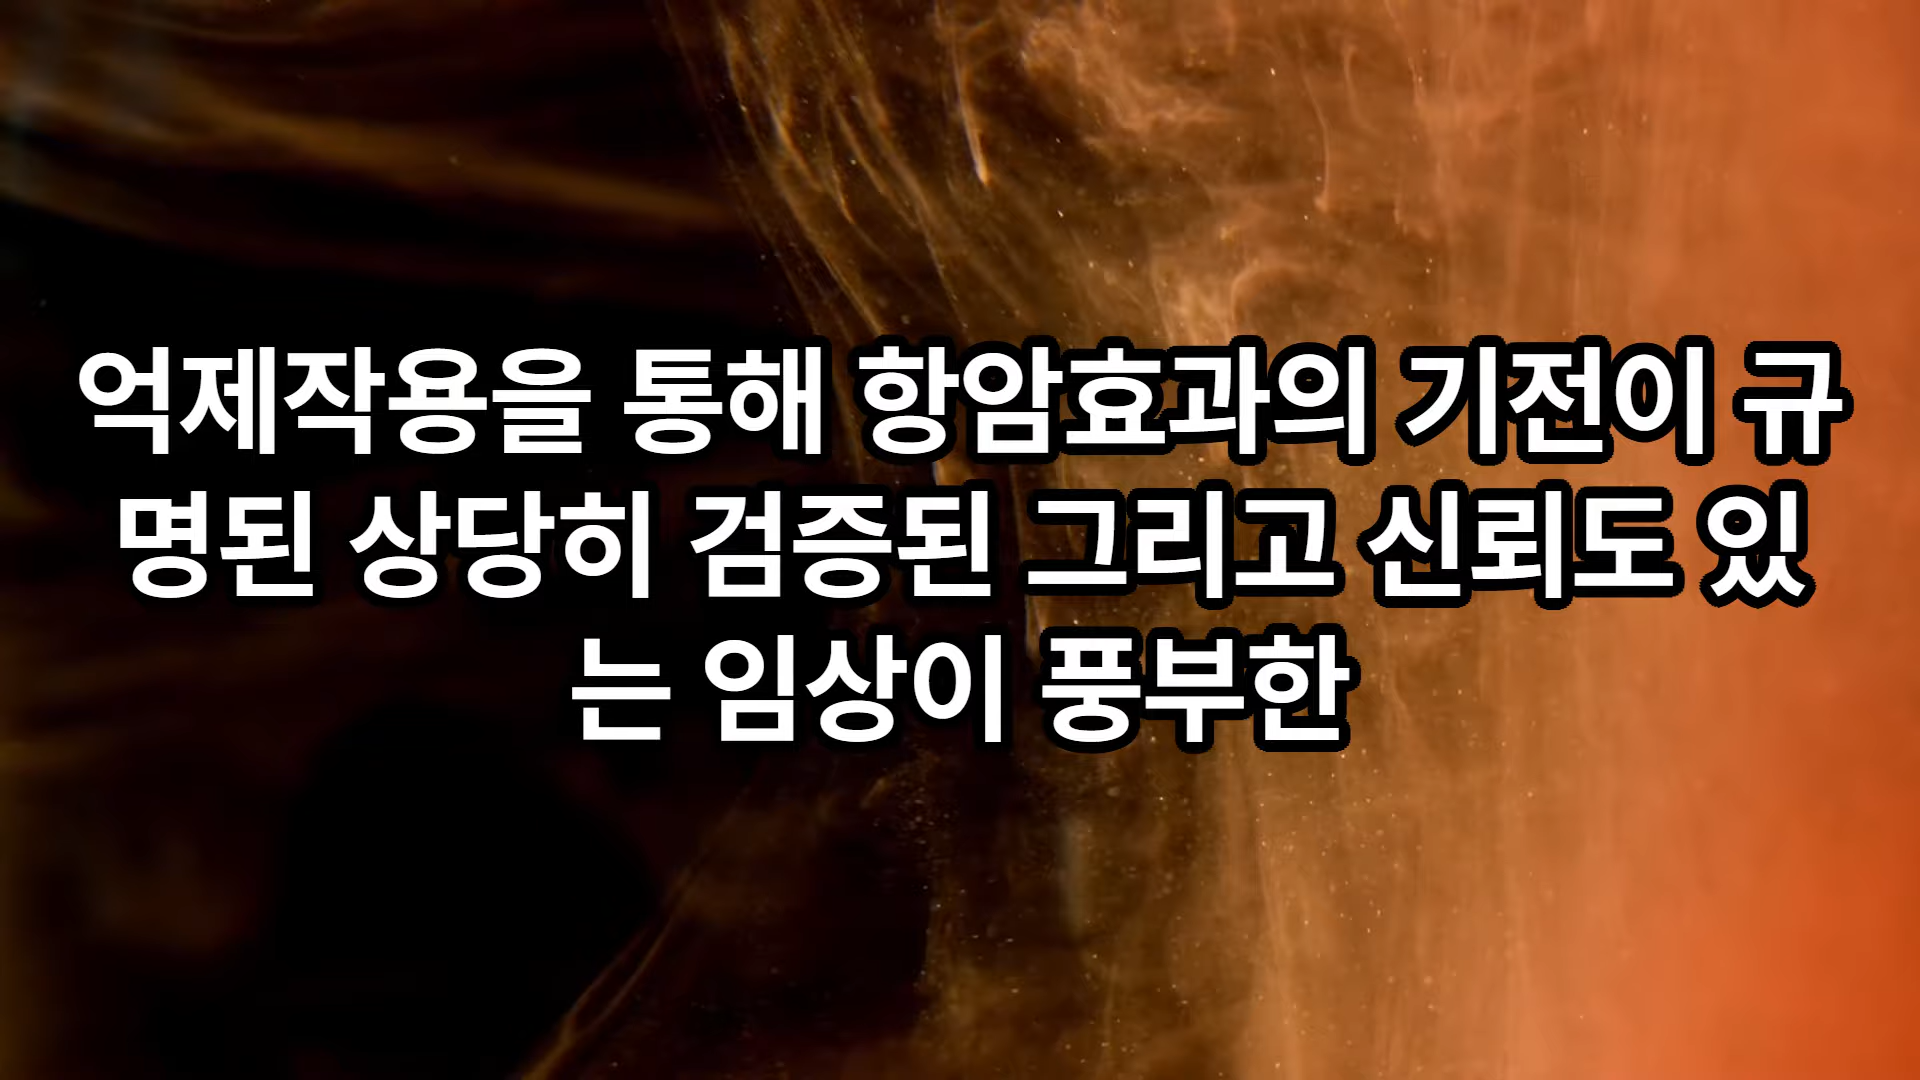 억제작용을 통해 항암효과의 기전이 규
명된 상당히 검증된 그리고 신뢰도 있
는 임상이 풍부한